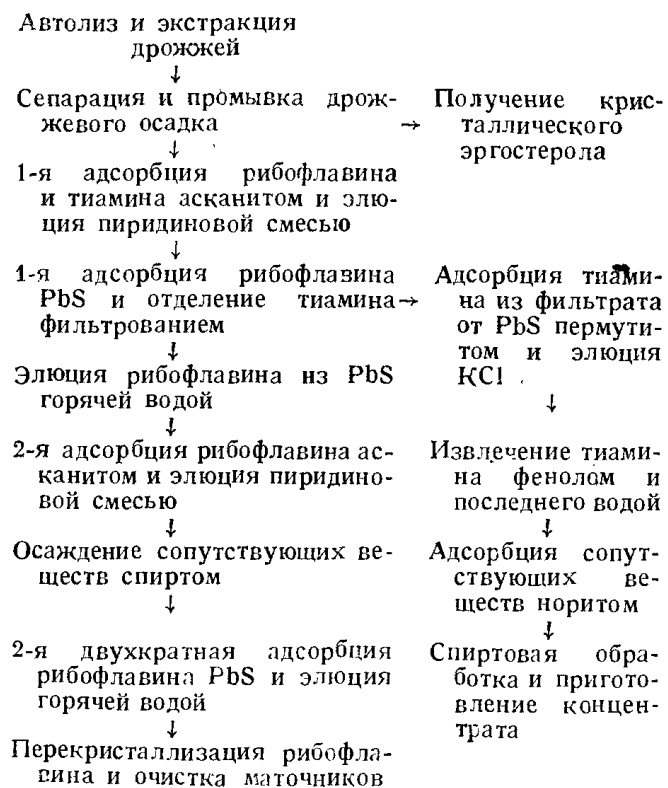 Автолиз и экстракция
дрожжей
↓
Сепарация и промывка дрож-
жевого осадка →
↓
1-я адсорбция рибофлавина
и тиамина асканитом и элю-
ция пиридиновой смесью
↓
1-я адсорбция рибофлавина
PbS и отделение тиамина→
фильтрованием
↓
Элюция рибофлавина из PbS
горячей водой
↓
2-я адсорбция рибофлавина ас-
канитом и элюция пиридино-
вой смесью
↓
Осаждение сопутствующих ве-
ществ спиртом
↓
2-я двухкратная адсорбция
рибофлавина PbS и элюция
горячей водой
↓
Перекристаллизация рибофла-
вина и очистка маточников
Получение крис-
таллического
эргостерола
Адсорбция тиами-
на из фильтрата
от PbS пермути-
том и элюция
KCl
↓
Извлечение тиами-
на фенолом и
последнего водой
↓
Адсорбция сопут-
ствующих ве-
ществ норитом
↓
Спиртовая обра-
ботка и пригото-
вление концен-
трата